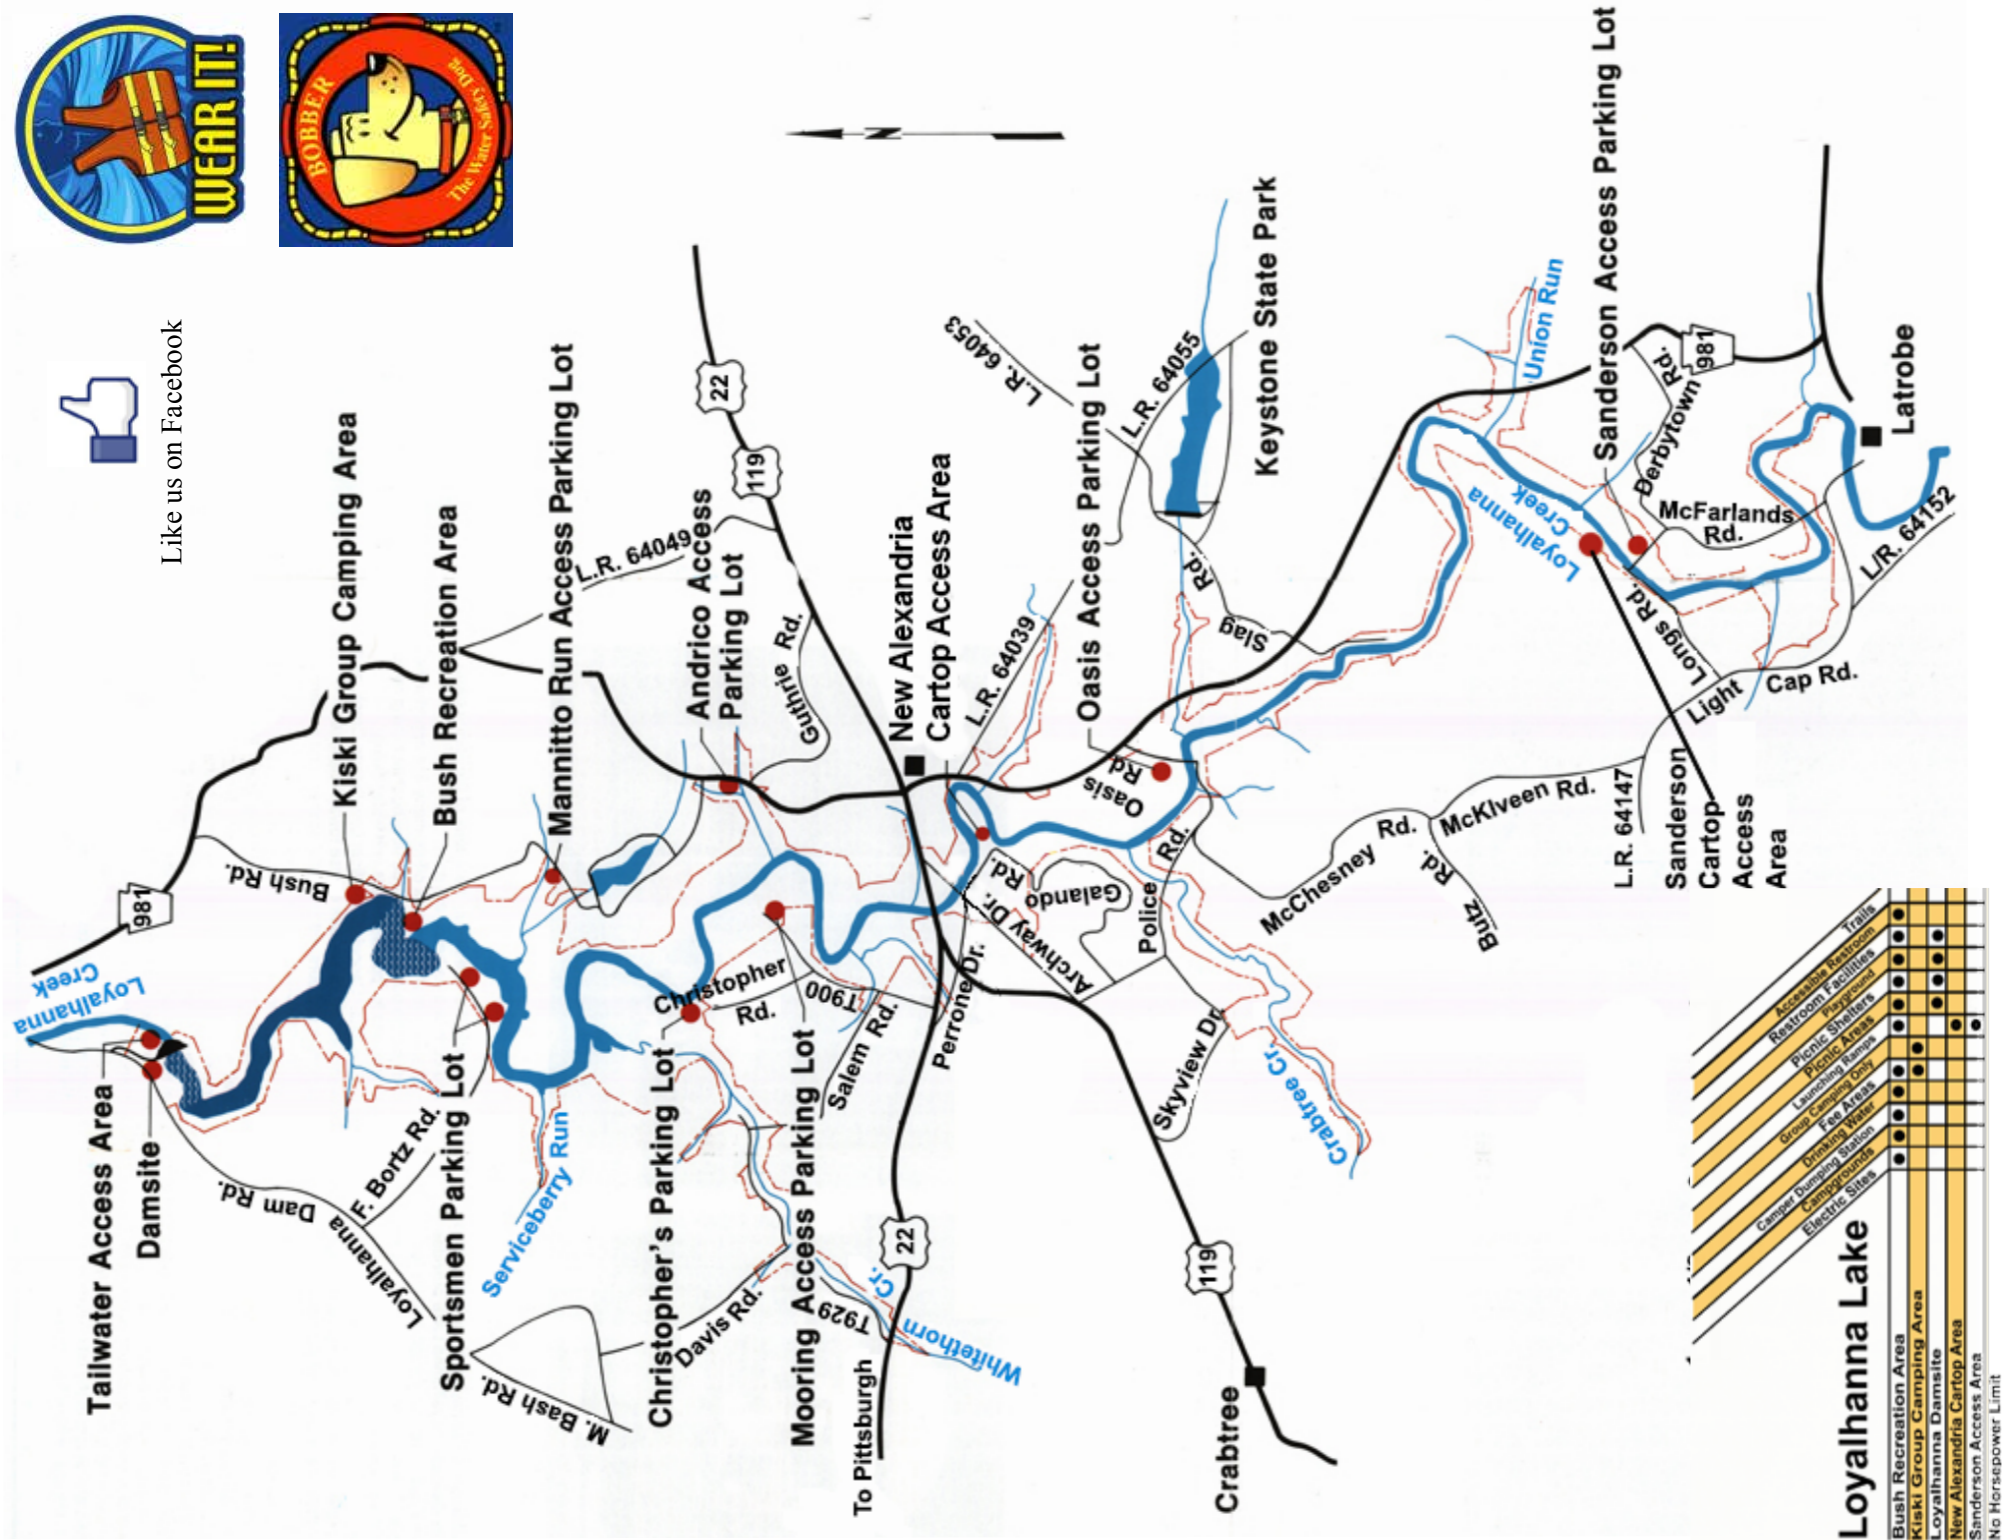 WEAR IT!
BOBBER
The Water Safety Dog
Like us on Facebook
N
Loyalhanna
Creek
981
Bush Rd.
Kiski Group Camping Area
Bush Recreation Area
Mannitto Run Access Parking Lot
L.R. 64049
Andrico Access
Parking Lot
22
119
Guthrie Rd.
New Alexandria
Cartop Access Area
L.R. 64039
L.R. 64053
Oasis Access Parking Lot
L.R. 64055
Keystone State Park
Slag Rd.
Oasis Rd.
Union Run
Sanderson Access Parking Lot
Loyalhanna
Creek
Derbytown Rd.
981
McFarlands
Rd.
Latrobe
L/R. 64152
Longs Rd.
Light
Cap Rd.
Sanderson
Cartop
Access
Area
L.R. 64147
McKlveen Rd.
McChesney Rd.
Butz Rd.
Police Rd.
Galando
Rd.
Archway Dr.
Perrone Dr.
Skyview Dr.
Crabtree Cr.
Tailwater Access Area
Damsite
Loyalhanna Dam Rd.
F. Bortz Rd.
Sportsmen Parking Lot
Serviceberry Run
M. Bash Rd.
Christopher's Parking Lot
Christopher
Rd.
T900
Salem Rd.
Davis Rd.
Mooring Access Parking Lot
T929
Whitethorn Cr.
To Pittsburgh
22
119
Crabtree
Loyalhanna Lake
Trails
Accessible Restroom
Restroom Facilities
Playground
Picnic Shelters
Picnic Areas
Launching Ramps
Group Camping Only
Fee Areas
Drinking Water
Camper Dumping Station
Campgrounds
Electric Sites
Bush Recreation Area
Kiski Group Camping Area
Loyalhanna Damsite
New Alexandria Cartop Area
Sanderson Access Area
No Horsepower Limit